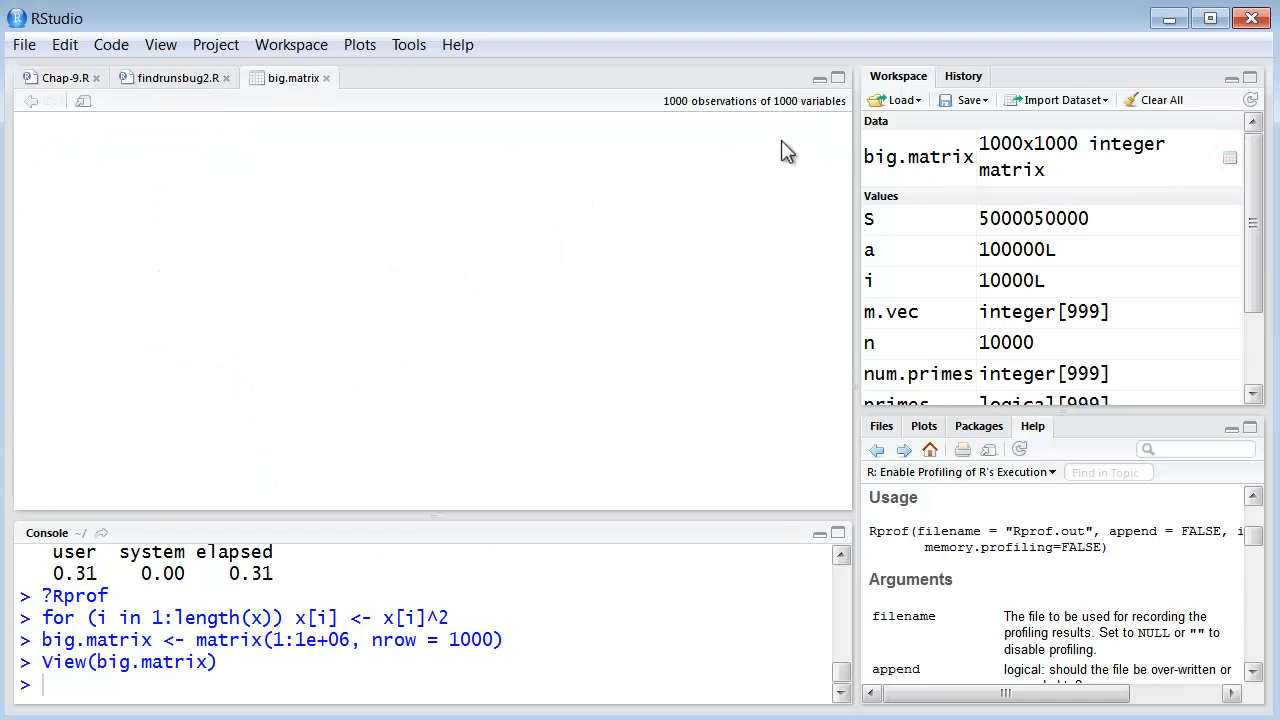 RStudio
File Edit Code View Project Workspace Plots Tools Help
Chap-9.R findrunsbug2.R big.matrix
1000 observations of 1000 variables
Console ~/
user system elapsed
0.31 0.00 0.31
> ?Rprof
> for (i in 1:length(x)) x[i] <- x[i]^2
> big.matrix <- matrix(1:1e+06, nrow = 1000)
> View(big.matrix)
>
Workspace History
Load Save Import Dataset Clear All
Data
big.matrix 1000x1000 integer
matrix
Values
S 5000050000
a 100000L
i 10000L
m.vec integer[999]
n 10000
num.primes integer[999]
primes logical[999]
Files Plots Packages Help
R: Enable Profiling of R's Execution Find in Topic
Usage
Rprof(filename = "Rprof.out", append = FALSE, i
memory.profiling=FALSE)
Arguments
filename The file to be used for recording the
profiling results. Set to NULL or "" to
disable profiling.
append logical: should the file be over-written or